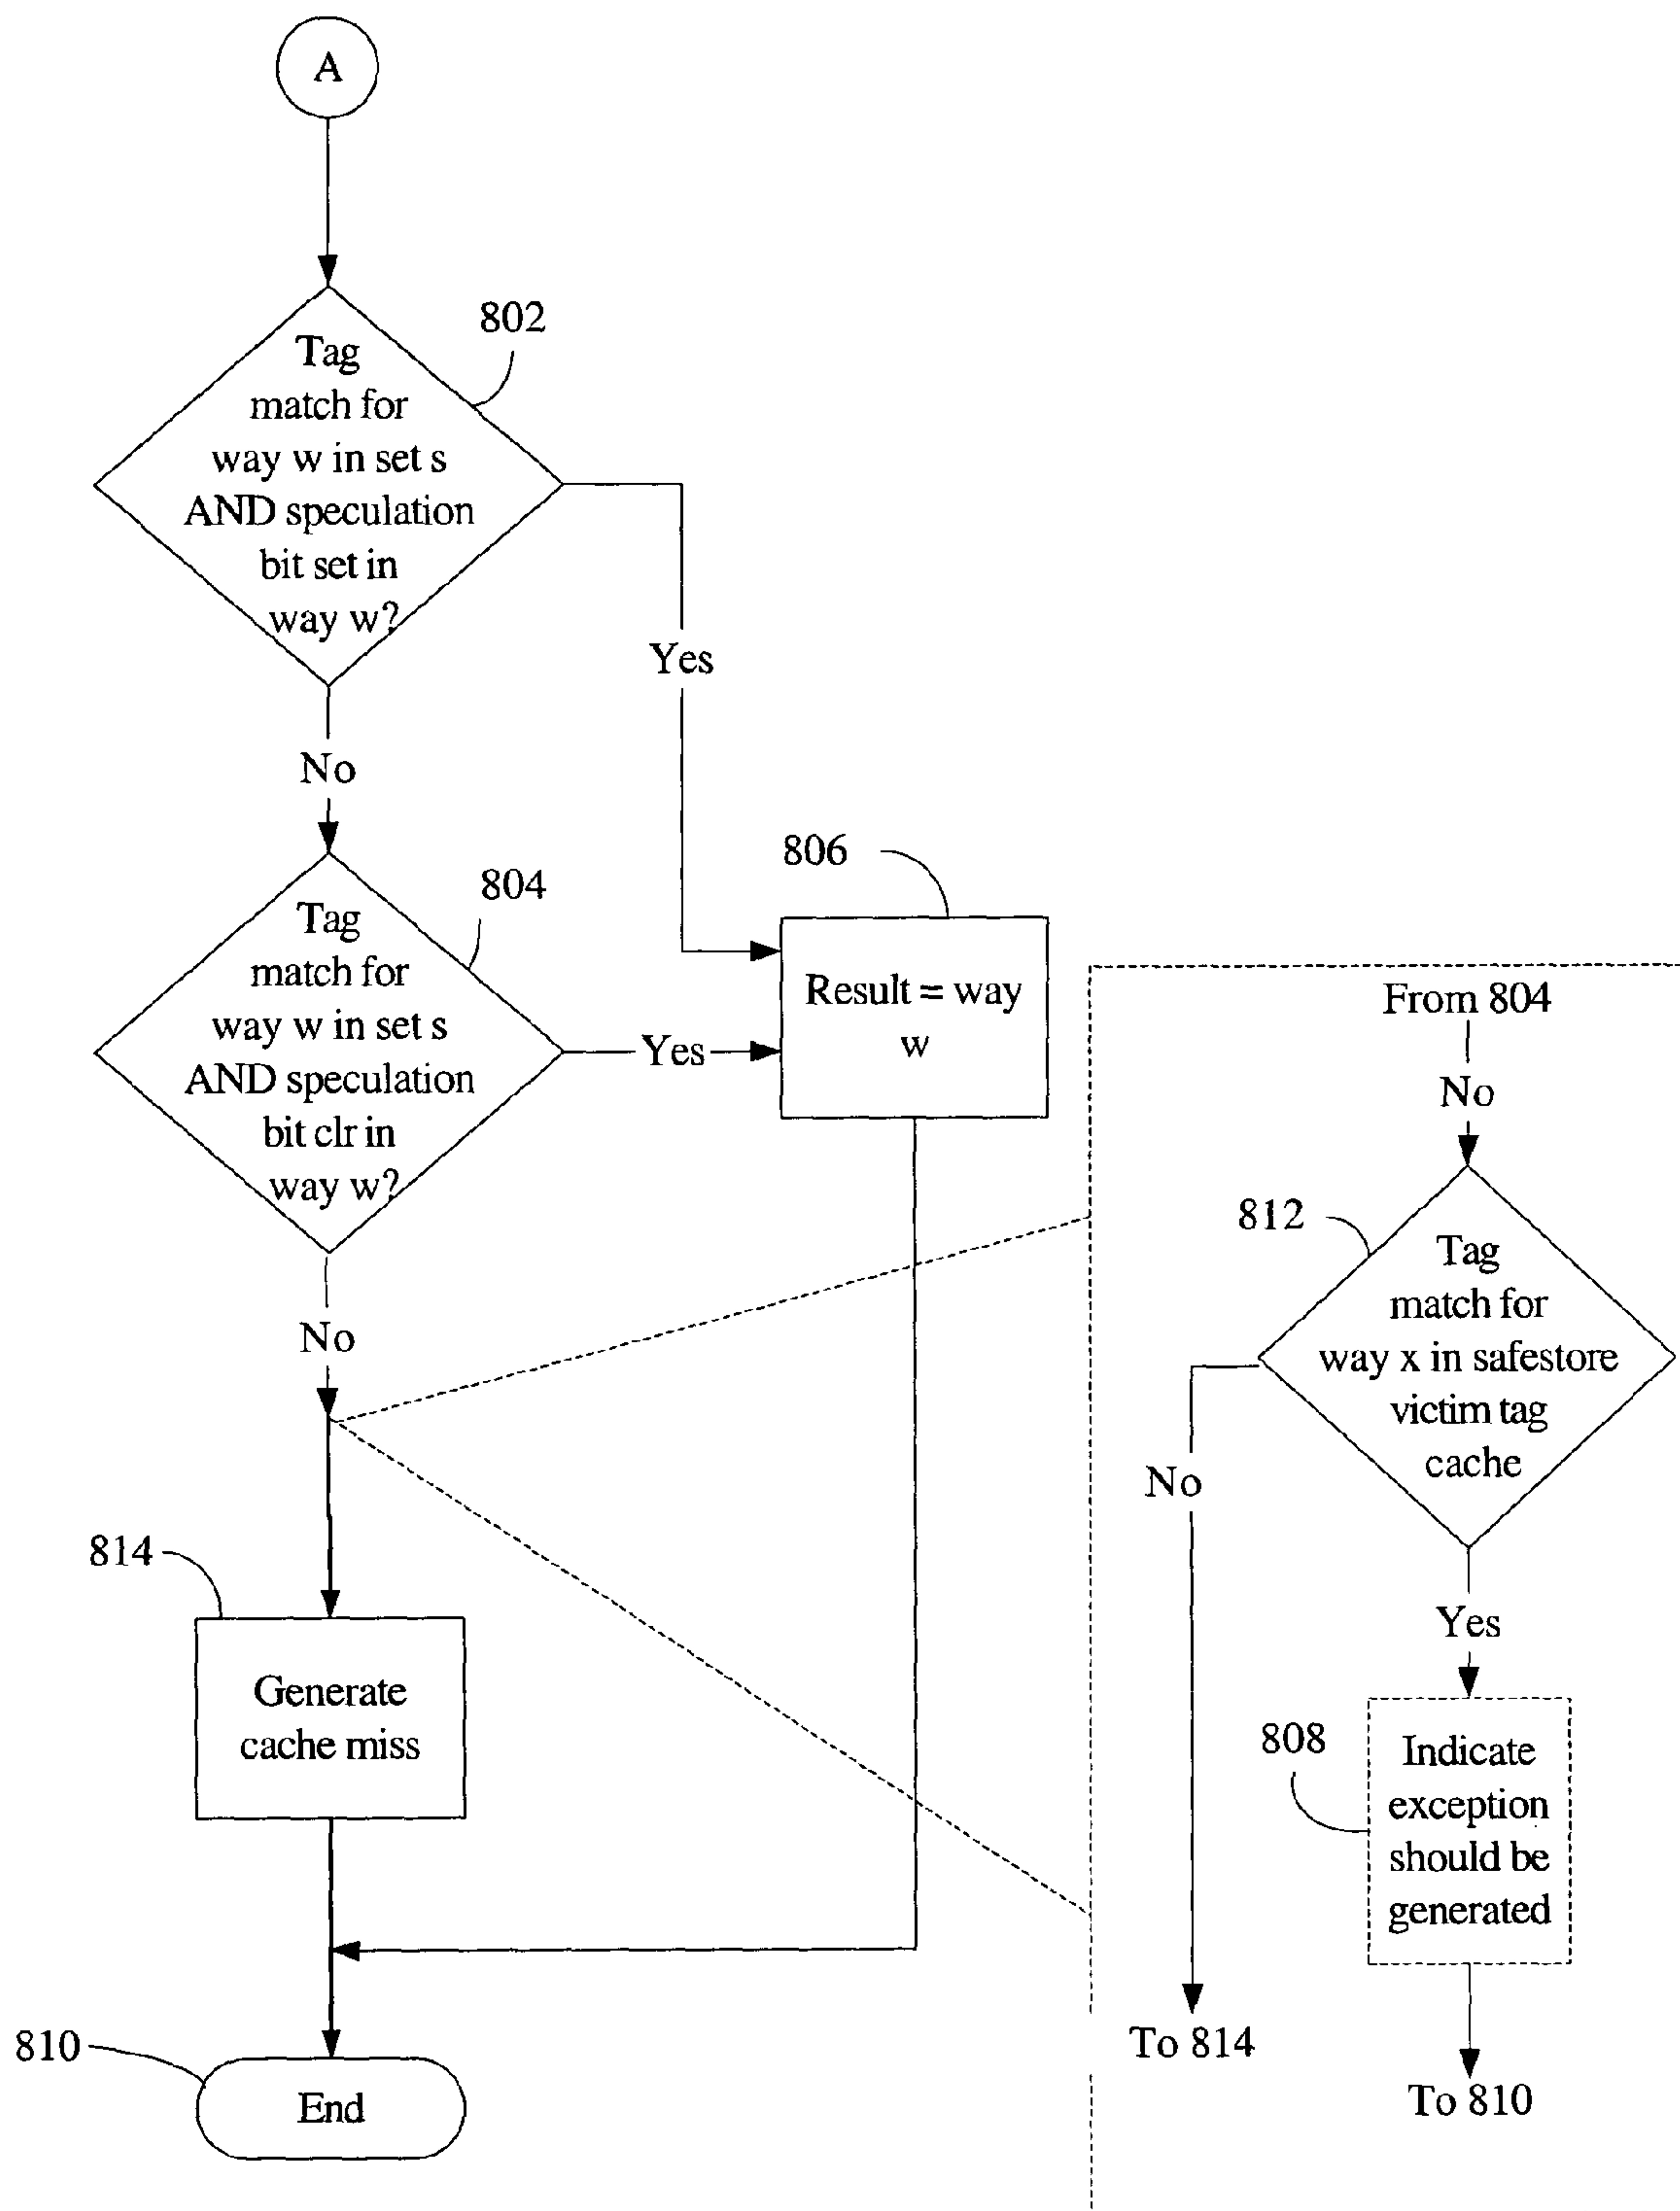 A
802
Tag
match for
way w in set s
AND speculation
bit set in
way w?
Yes
No
804
Tag
match for
way w in set s
AND speculation
bit clr in
way w?
Yes
806
Result = way
w
No
814
Generate
cache miss
810
End
From 804
No
812
Tag
match for
way x in safestore
victim tag
cache
No
Yes
808
Indicate
exception
should be
generated
To 814
To 810